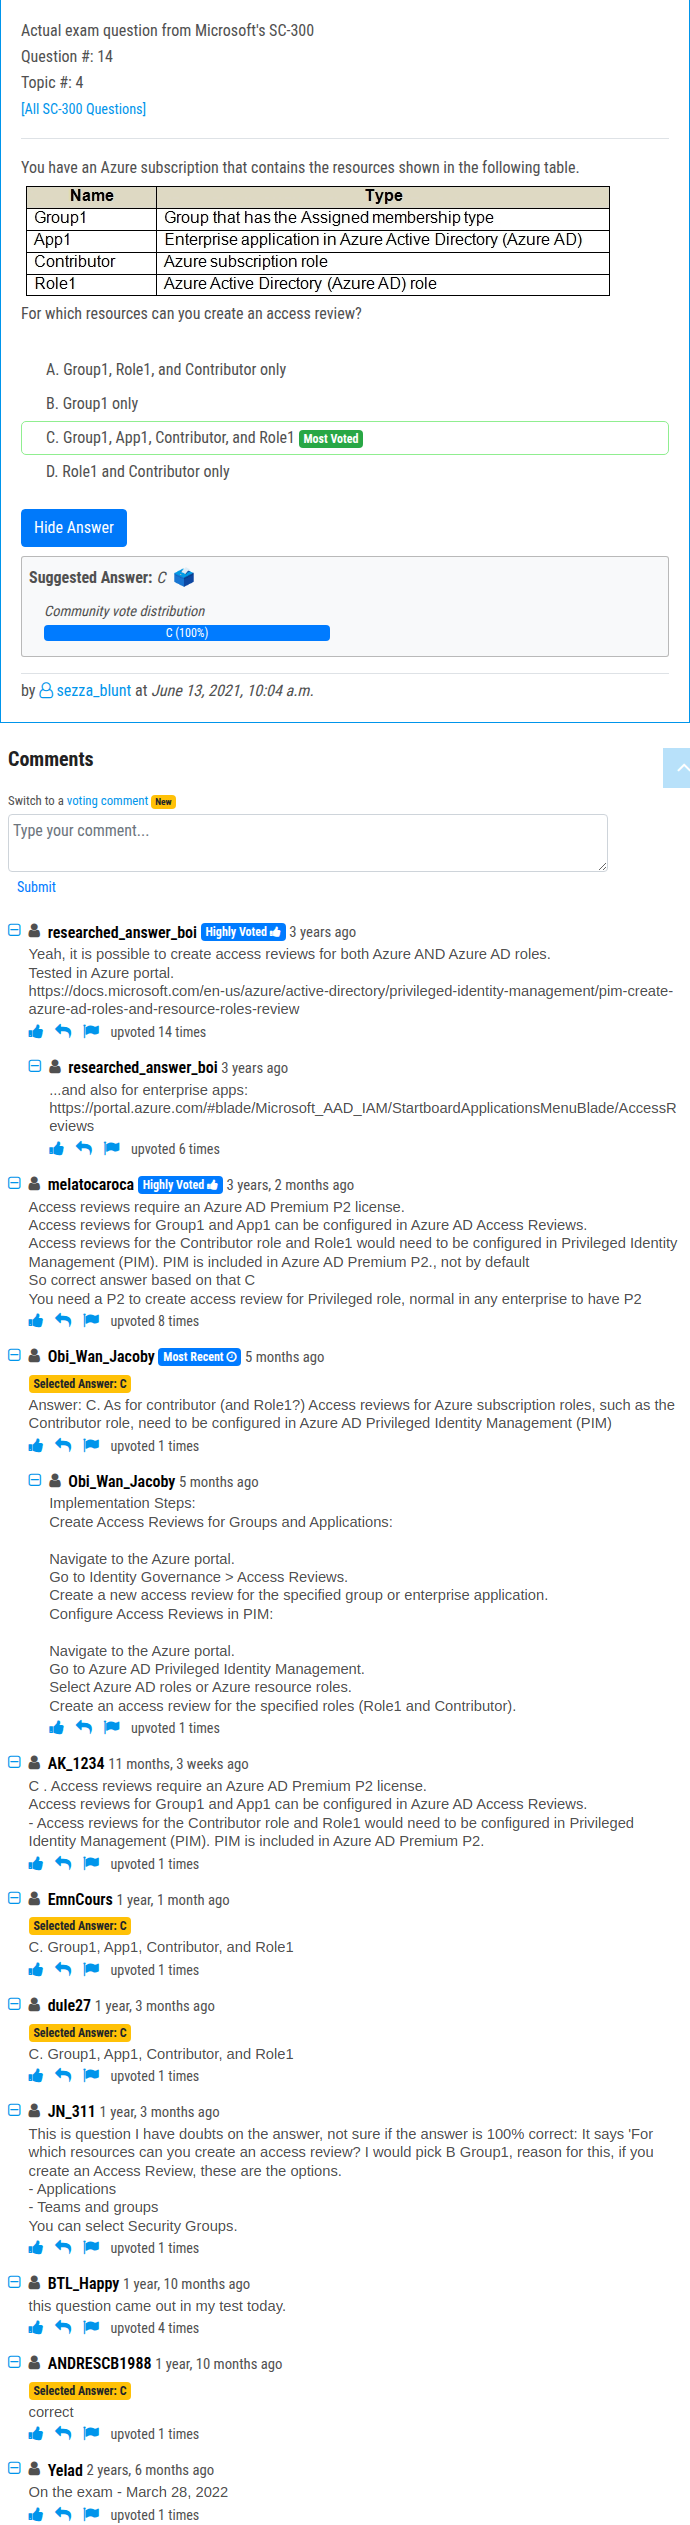 Actual exam question from Microsoft's SC-300
Question #: 14
Topic #: 4
[All SC-300 Questions]
You have an Azure subscription that contains the resources shown in the following table.
Name Type
Group1 Group that has the Assigned membership type
App1 Enterprise application in Azure Active Directory (Azure AD)
Contributor Azure subscription role
Role1 Azure Active Directory (Azure AD) role
For which resources can you create an access review?
A. Group1, Role1, and Contributor only
B. Group1 only
C. Group1, App1, Contributor, and Role1 Most Voted
D. Role1 and Contributor only
Hide Answer
Suggested Answer: C
Community vote distribution
C (100%)
by sezza_blunt at June 13, 2021, 10:04 a.m.
Comments
Switch to a voting comment New
Type your comment...
Submit
researched_answer_boi Highly Voted 3 years ago
Yeah, it is possible to create access reviews for both Azure AND Azure AD roles.
Tested in Azure portal.
https://docs.microsoft.com/en-us/azure/active-directory/privileged-identity-management/pim-create-
azure-ad-roles-and-resource-roles-review
upvoted 14 times
researched_answer_boi 3 years ago
...and also for enterprise apps:
https://portal.azure.com/#blade/Microsoft_AAD_IAM/StartboardApplicationsMenuBlade/AccessR
eviews
upvoted 6 times
melatocaroca Highly Voted 3 years, 2 months ago
Access reviews require an Azure AD Premium P2 license.
Access reviews for Group1 and App1 can be configured in Azure AD Access Reviews.
Access reviews for the Contributor role and Role1 would need to be configured in Privileged Identity
Management (PIM). PIM is included in Azure AD Premium P2., not by default
So correct answer based on that C
You need a P2 to create access review for Privileged role, normal in any enterprise to have P2
upvoted 8 times
Obi_Wan_Jacoby Most Recent 5 months ago
Selected Answer: C
Answer: C. As for contributor (and Role1?) Access reviews for Azure subscription roles, such as the
Contributor role, need to be configured in Azure AD Privileged Identity Management (PIM)
upvoted 1 times
Obi_Wan_Jacoby 5 months ago
Implementation Steps:
Create Access Reviews for Groups and Applications:
Navigate to the Azure portal.
Go to Identity Governance > Access Reviews.
Create a new access review for the specified group or enterprise application.
Configure Access Reviews in PIM:
Navigate to the Azure portal.
Go to Azure AD Privileged Identity Management.
Select Azure AD roles or Azure resource roles.
Create an access review for the specified roles (Role1 and Contributor).
upvoted 1 times
AK_1234 11 months, 3 weeks ago
C . Access reviews require an Azure AD Premium P2 license.
Access reviews for Group1 and App1 can be configured in Azure AD Access Reviews.
- Access reviews for the Contributor role and Role1 would need to be configured in Privileged
Identity Management (PIM). PIM is included in Azure AD Premium P2.
upvoted 1 times
EmnCours 1 year, 1 month ago
Selected Answer: C
C. Group1, App1, Contributor, and Role1
upvoted 1 times
dule27 1 year, 3 months ago
Selected Answer: C
C. Group1, App1, Contributor, and Role1
upvoted 1 times
JN_311 1 year, 3 months ago
This is question I have doubts on the answer, not sure if the answer is 100% correct: It says 'For
which resources can you create an access review? I would pick B Group1, reason for this, if you
create an Access Review, these are the options.
- Applications
- Teams and groups
You can select Security Groups.
upvoted 1 times
BTL_Happy 1 year, 10 months ago
this question came out in my test today.
upvoted 4 times
ANDRESCB1988 1 year, 10 months ago
Selected Answer: C
correct
upvoted 1 times
Yelad 2 years, 6 months ago
On the exam - March 28, 2022
upvoted 1 times